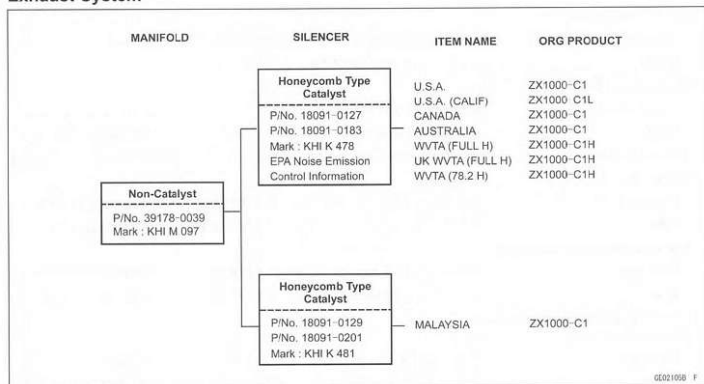 Exhaust System
MANIFOLD SILENCER ITEM NAME ORG PRODUCT
Honeycomb Type
Catalyst
P/No. 18091-0127
P/No. 18091-0183
Mark : KHI K 478
EPA Noise Emission
Control Information
U.S.A. ZX1000-C1
U.S.A. (CALIF) ZX1000-C1L
CANADA ZX1000-C1
AUSTRALIA ZX1000-C1
WVTA (FULL H) ZX1000-C1H
UK WVTA (FULL H) ZX1000-C1H
WVTA (78.2 H) ZX1000-C1H
Non-Catalyst
P/No. 39178-0039
Mark : KHI M 097
Honeycomb Type
Catalyst
P/No. 18091-0129
P/No. 18091-0201
Mark : KHI K 481
MALAYSIA ZX1000-C1
GE02105B F